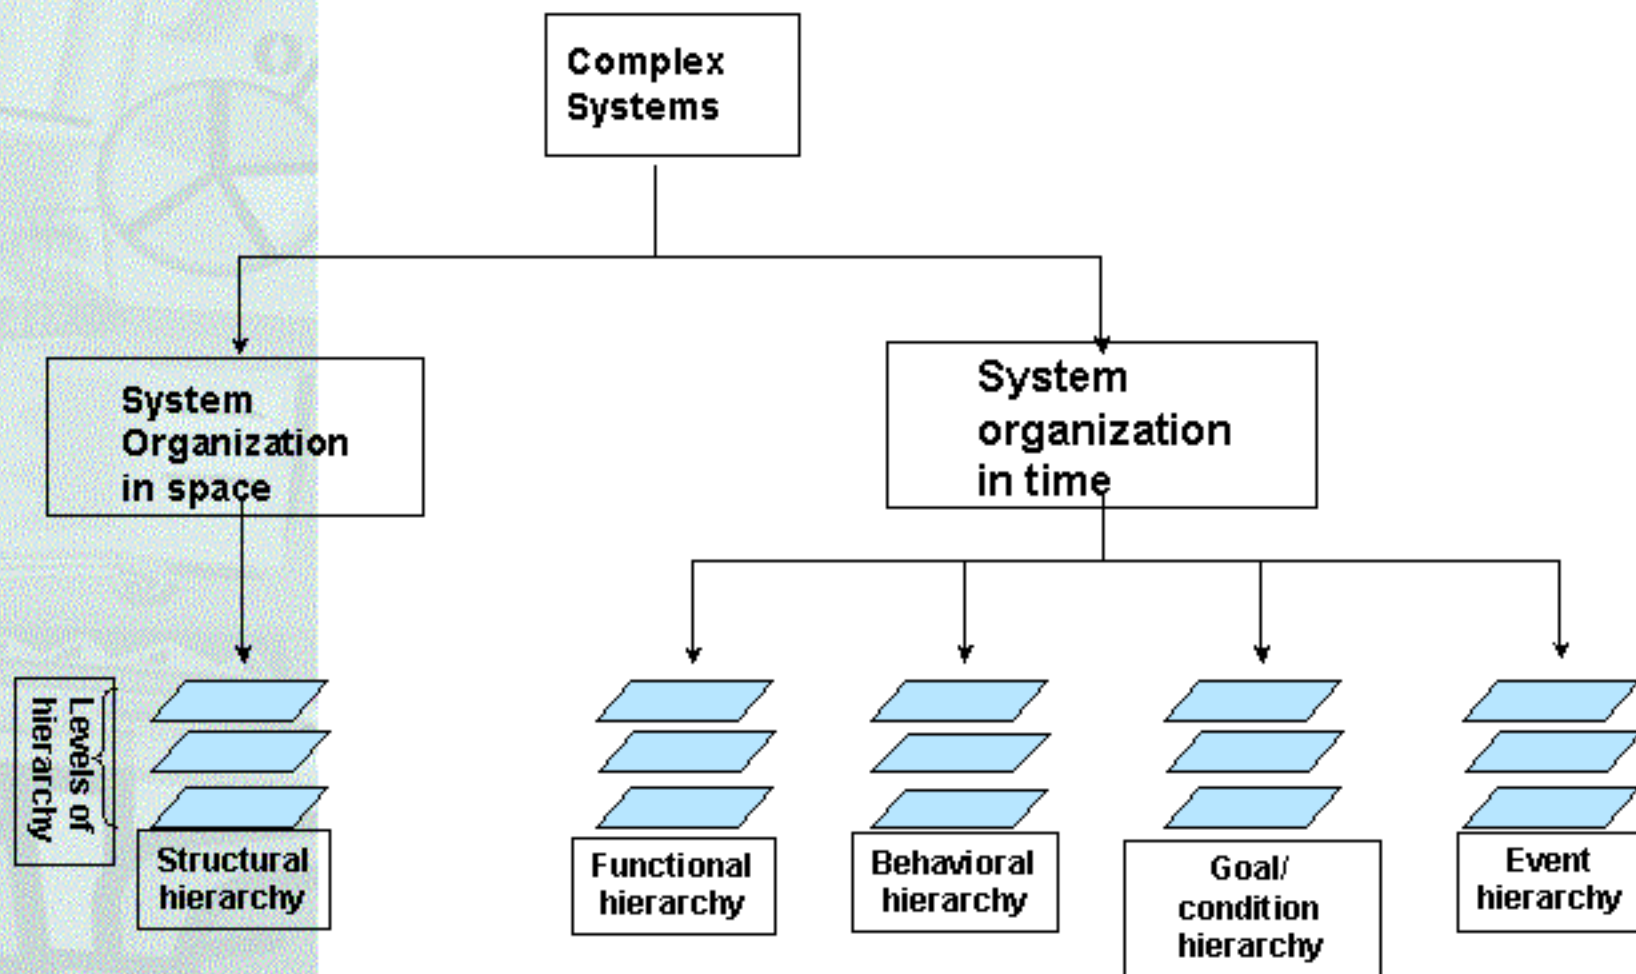 Complex
Systems
System
Organization
in space
System
organization
in time
Levels of
hierarchy
Structural
hierarchy
Functional
hierarchy
Behavioral
hierarchy
Goal/
condition
hierarchy
Event
hierarchy